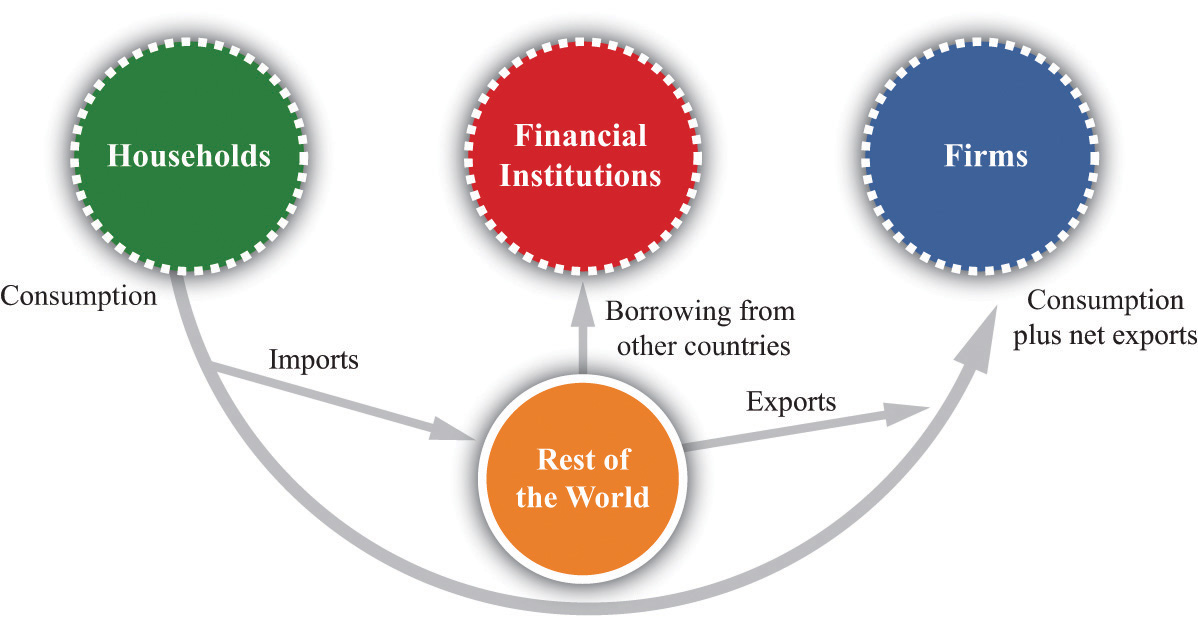 Households
Financial
Institutions
Firms
Consumption
Imports
Borrowing from
other countries
Consumption
plus net exports
Exports
Rest of
the World